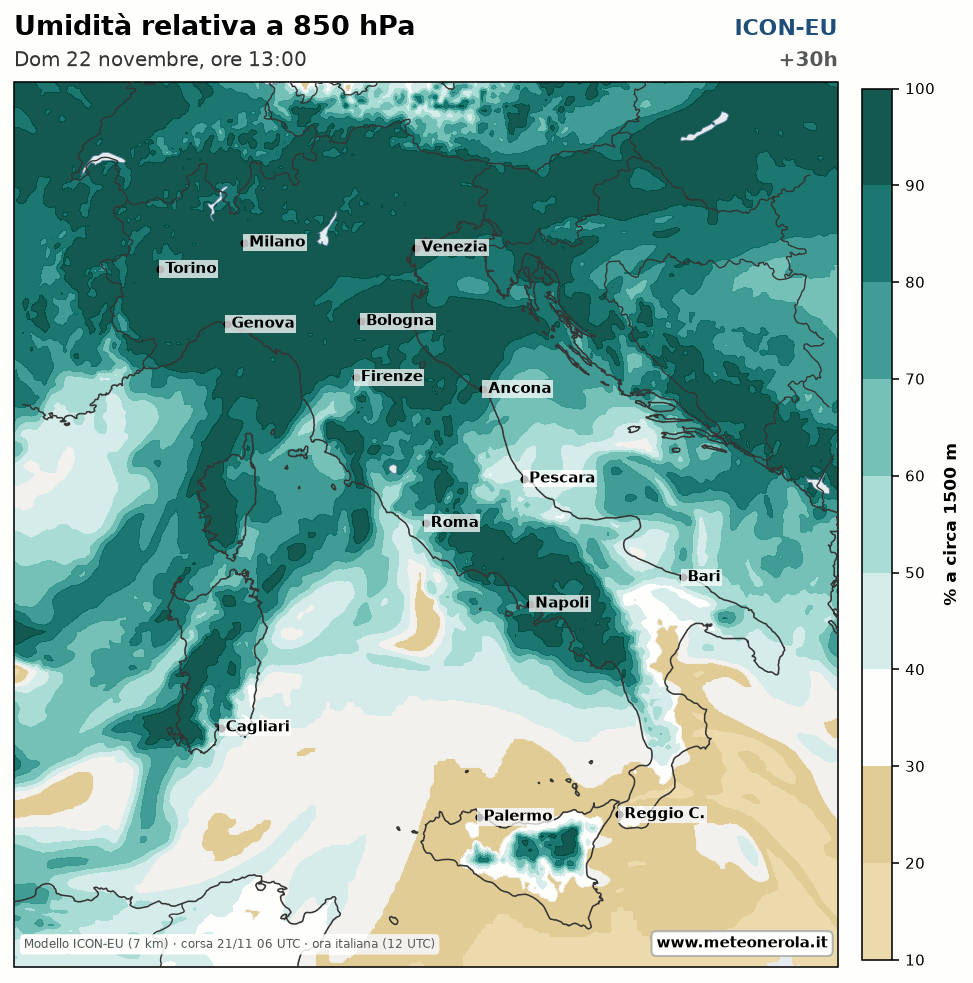 Umidità relativa a 850 hPa
ICON-EU
Dom 22 novembre, ore 13:00
+30h
100
90
80
70
60
50
40
30
20
10
% a circa 1500 m
Milano
Venezia
Torino
Genova
Bologna
Firenze
Ancona
Pescara
Roma
Bari
Napoli
Cagliari
Palermo
Reggio C.
Modello ICON-EU (7 km) · corsa 21/11 06 UTC · ora italiana (12 UTC)
www.meteonerola.it